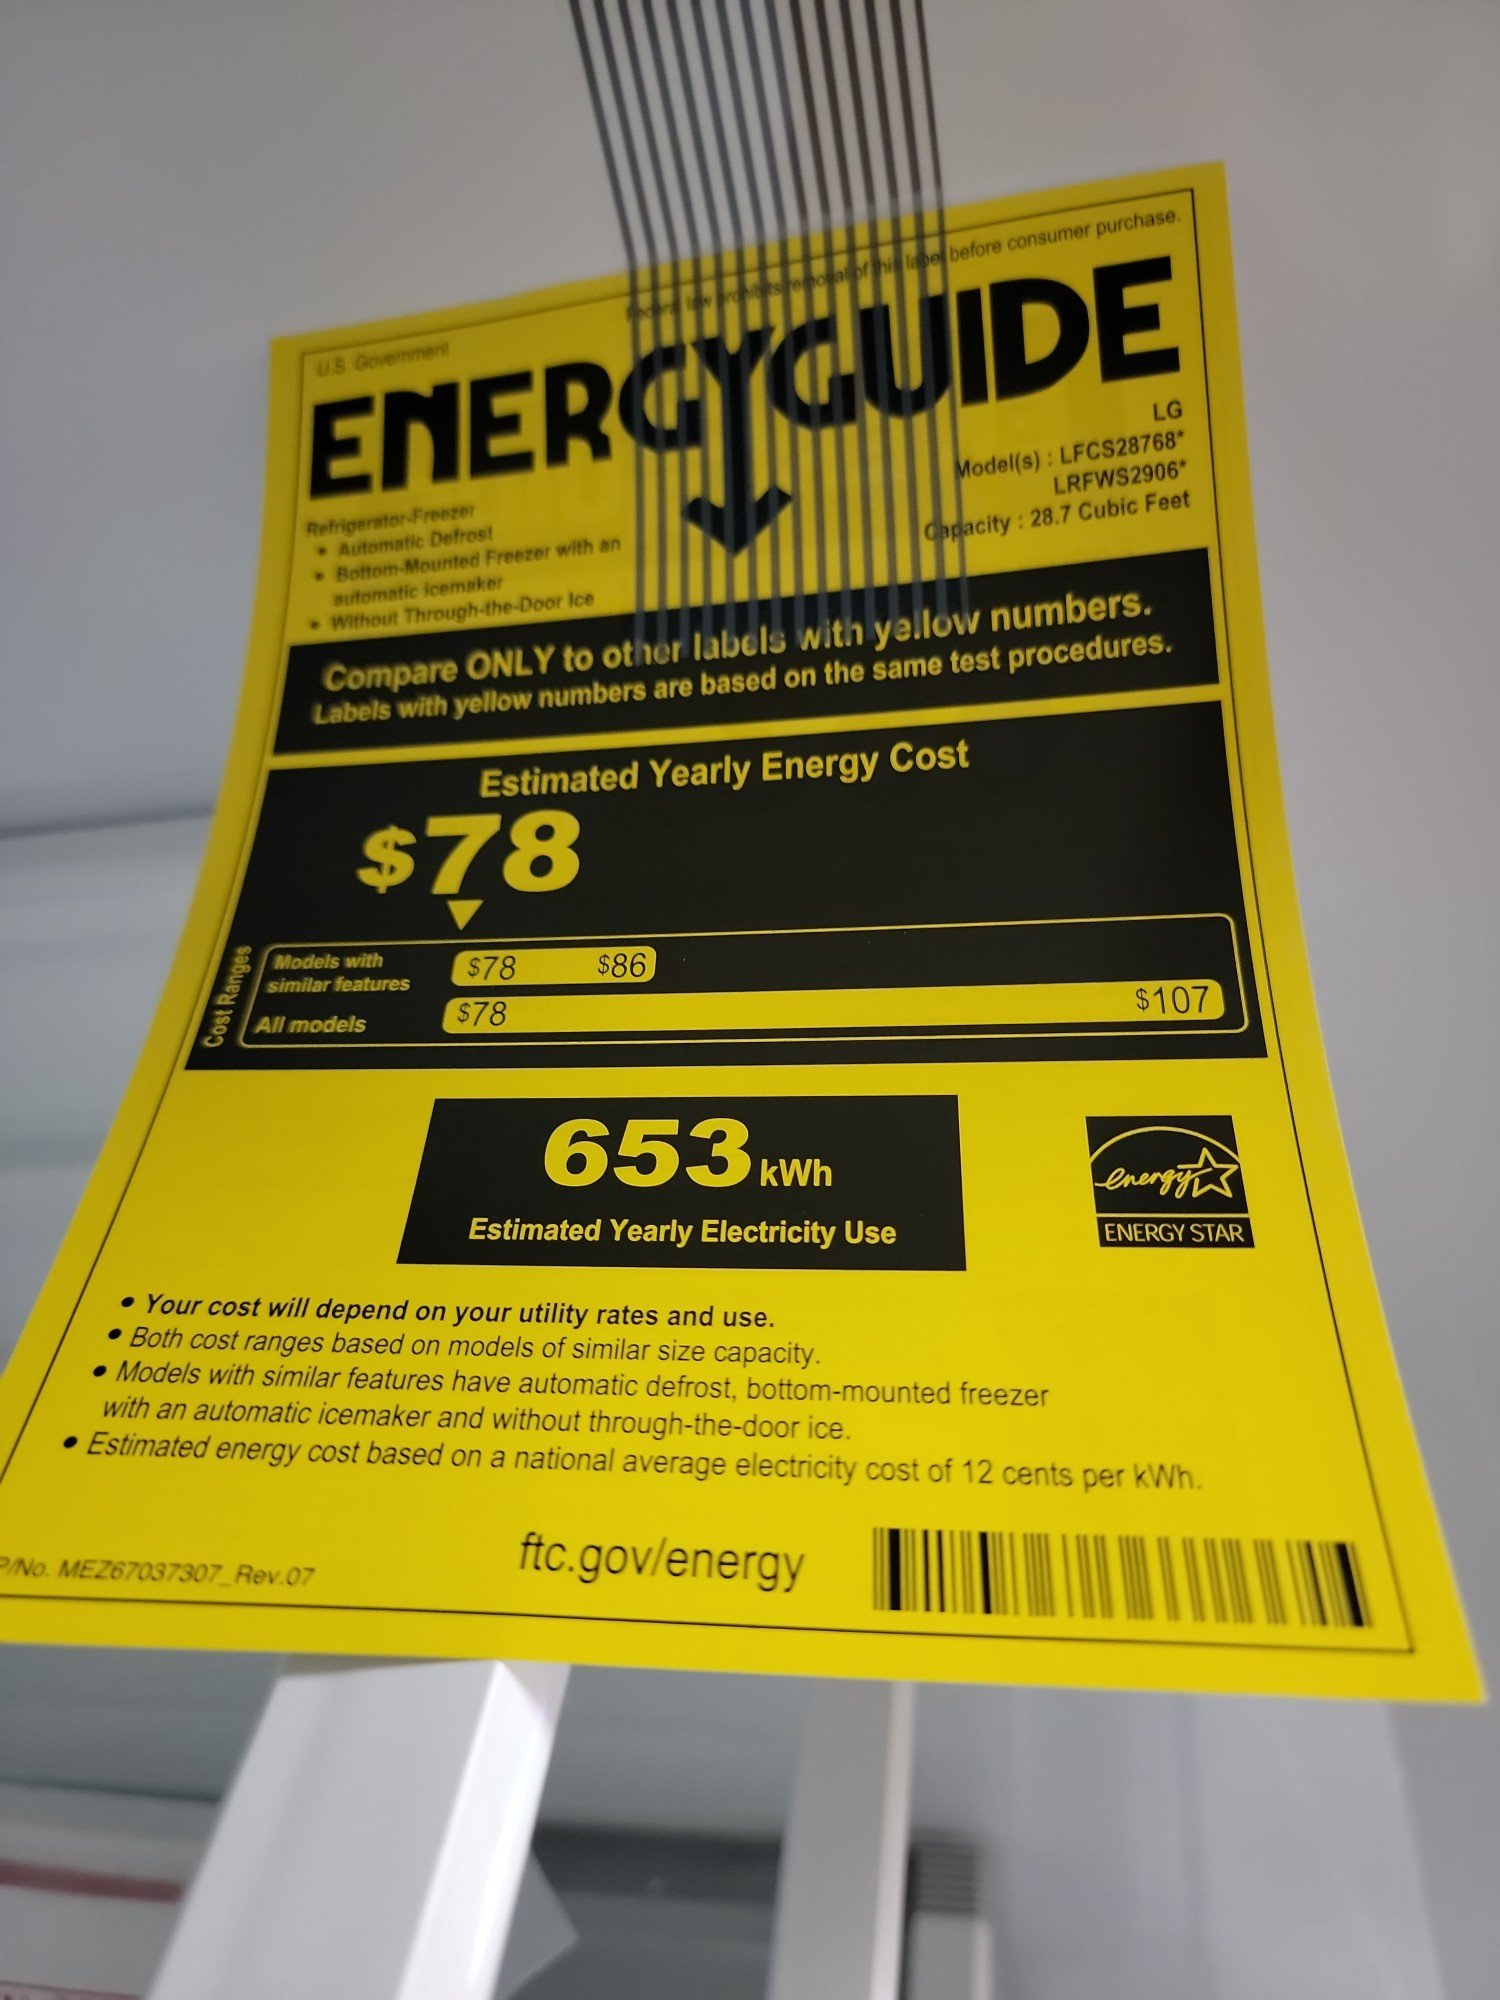 Federal law prohibits removal of this label before consumer purchase.
U.S. Government
ENERGYGUIDE
Refrigerator-Freezer
• Automatic Defrost
• Bottom-Mounted Freezer with an
automatic icemaker
• Without Through-the-Door Ice
LG
Model(s) : LFCS28768*
LRFWS2906*
Capacity : 28.7 Cubic Feet
Compare ONLY to other labels with yellow numbers.
Labels with yellow numbers are based on the same test procedures.
Estimated Yearly Energy Cost
$78
Cost Ranges
Models with
similar features
$78 $86
All models
$78 $107
653 kWh
Estimated Yearly Electricity Use
energy
ENERGY STAR
• Your cost will depend on your utility rates and use.
• Both cost ranges based on models of similar size capacity.
• Models with similar features have automatic defrost, bottom-mounted freezer
with an automatic icemaker and without through-the-door ice.
• Estimated energy cost based on a national average electricity cost of 12 cents per kWh.
ftc.gov/energy
P/No. MEZ67037307_Rev.07